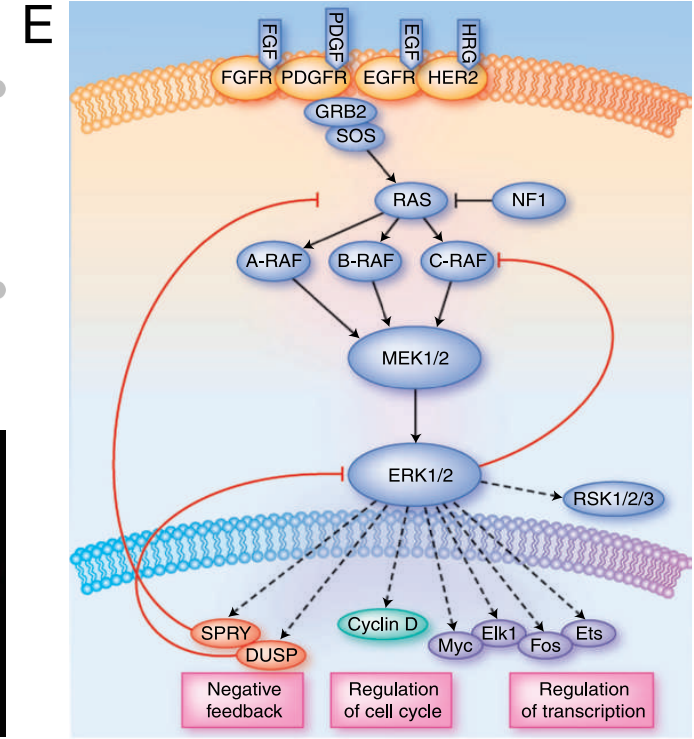 E
FGF
PDGF
EGF
HRG
FGFR
PDGFR
EGFR
HER2
GRB2
SOS
RAS
NF1
A-RAF
B-RAF
C-RAF
MEK1/2
ERK1/2
RSK1/2/3
SPRY
DUSP
Cyclin D
Myc
Elk1
Fos
Ets
Negative
feedback
Regulation
of cell cycle
Regulation
of transcription